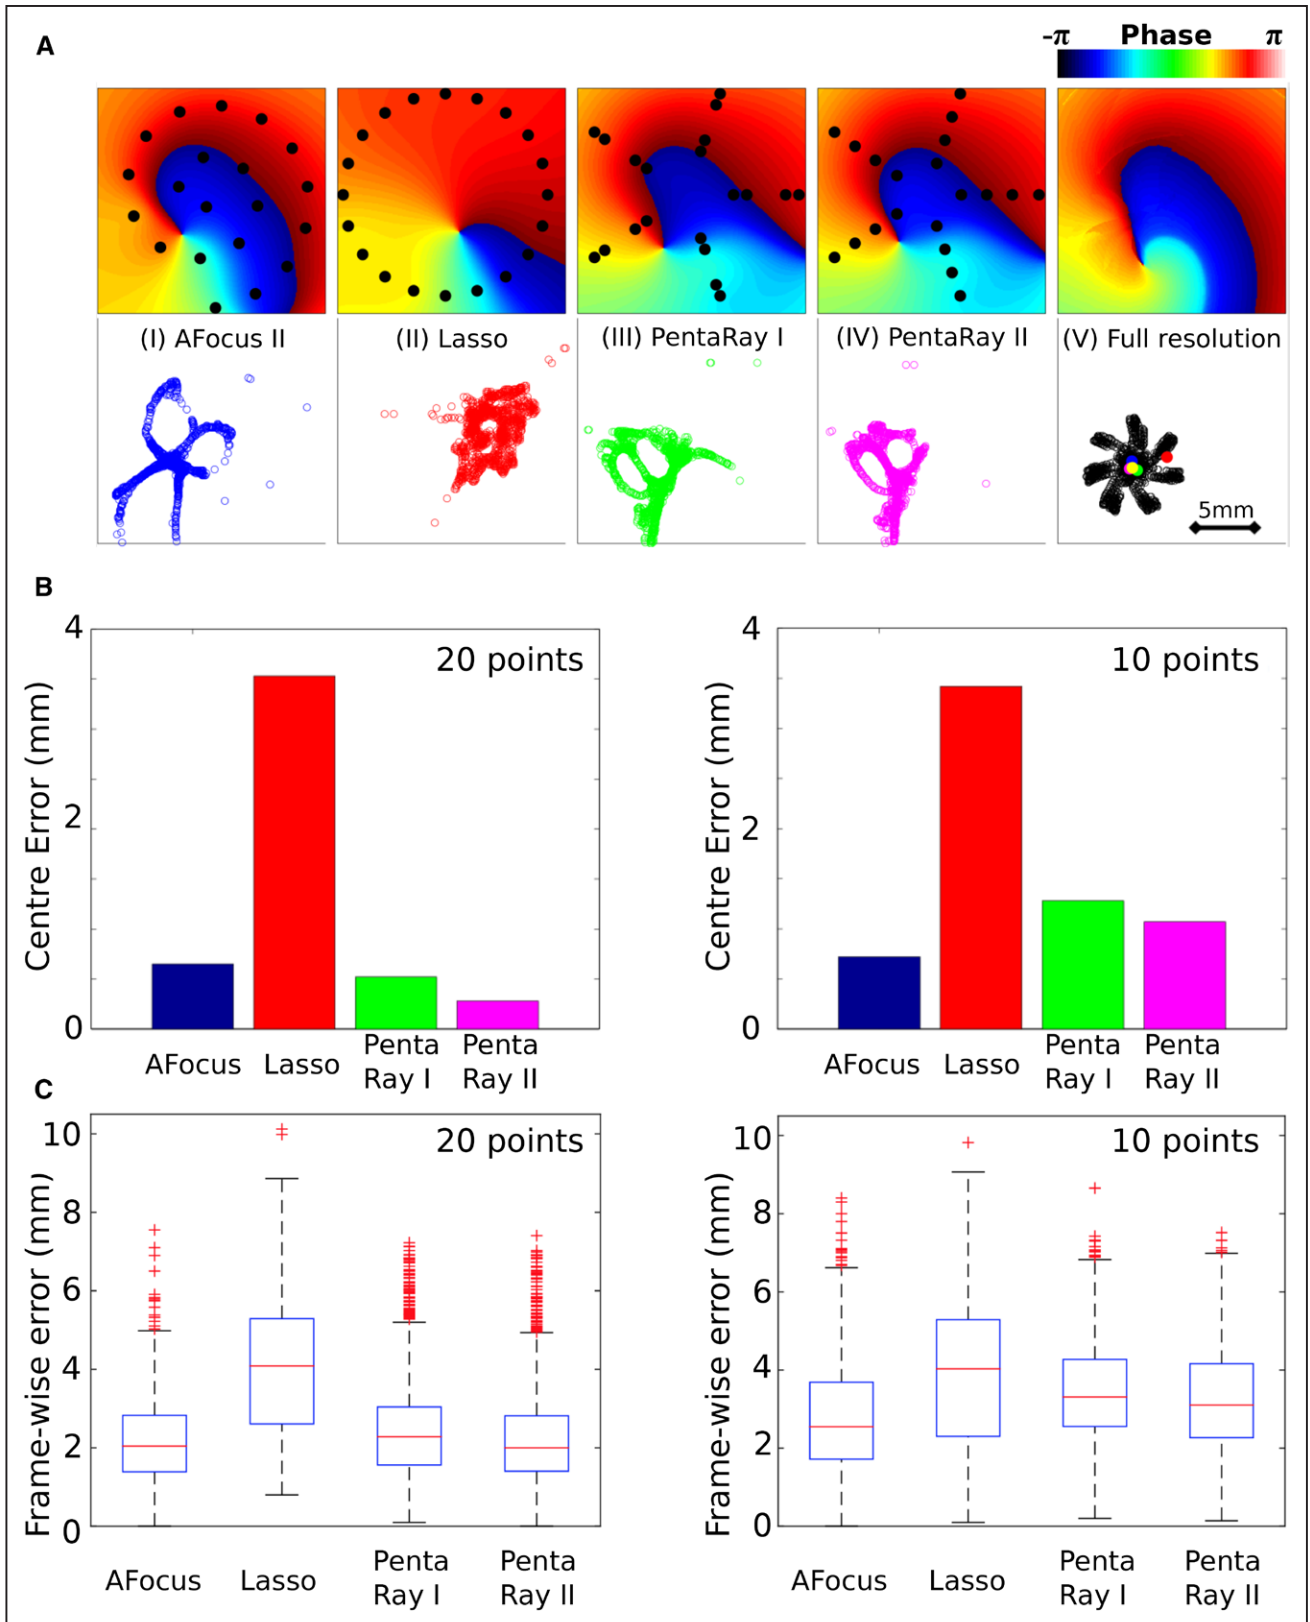 A
-π Phase π
(I) AFocus II
(II) Lasso
(III) PentaRay I
(IV) PentaRay II
(V) Full resolution
5mm
B
20 points
Centre Error (mm)
4
2
0
AFocus
Lasso
Penta
Ray I
Penta
Ray II
10 points
Centre Error (mm)
4
2
0
AFocus
Lasso
Penta
Ray I
Penta
Ray II
C
20 points
Frame-wise error (mm)
10
8
6
4
2
0
AFocus
Lasso
Penta
Ray I
Penta
Ray II
10 points
Frame-wise error (mm)
10
8
6
4
2
0
AFocus
Lasso
Penta
Ray I
Penta
Ray II